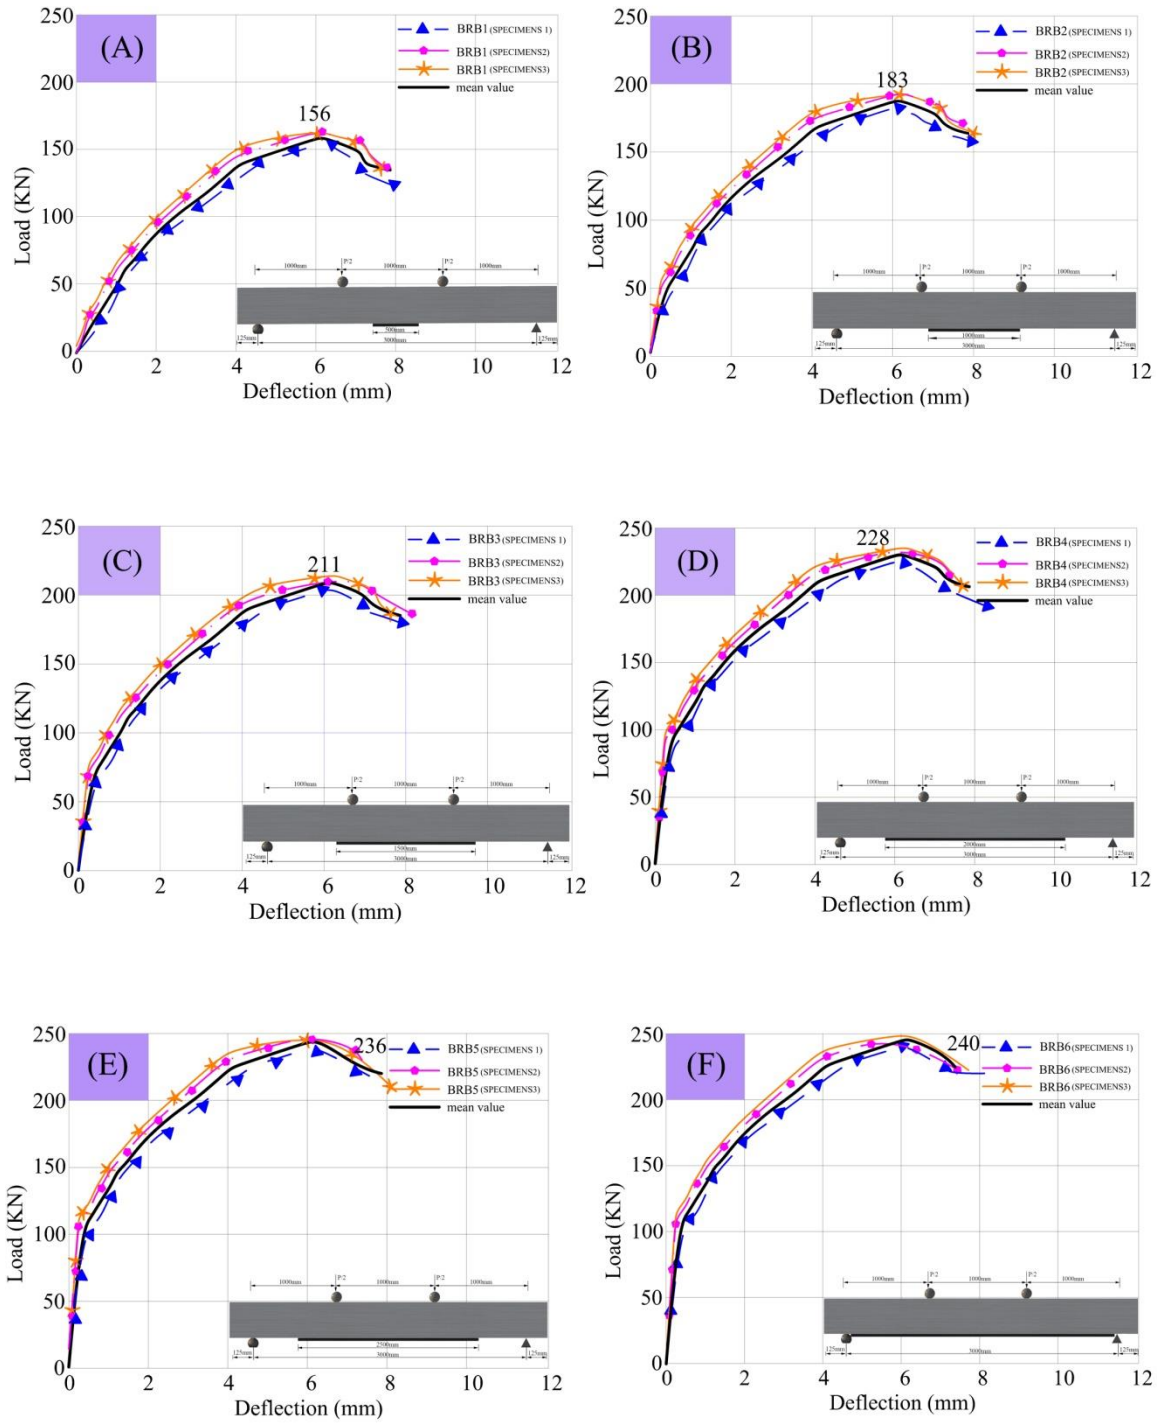 (A)
BRB1 (SPECIMENS 1)
BRB1 (SPECIMENS2)
BRB1 (SPECIMENS3)
mean value
156
250
200
150
100
50
0
Load (KN)
1000mm P/2 1000mm P/2 1000mm
125mm 500mm 125mm
3000mm
0 2 4 6 8 10 12
Deflection (mm)
(B)
BRB2 (SPECIMENS 1)
BRB2 (SPECIMENS2)
BRB2 (SPECIMENS3)
mean value
183
250
200
150
100
50
0
Load (KN)
1000mm P/2 1000mm P/2 1000mm
125mm 1000mm 125mm
3000mm
0 2 4 6 8 10 12
Deflection (mm)
(C)
BRB3 (SPECIMENS 1)
BRB3 (SPECIMENS2)
BRB3 (SPECIMENS3)
mean value
211
250
200
150
100
50
0
Load (KN)
1000mm P/2 1000mm P/2 1000mm
125mm 1500mm 125mm
3000mm
0 2 4 6 8 10 12
Deflection (mm)
(D)
BRB4 (SPECIMENS 1)
BRB4 (SPECIMENS2)
BRB4 (SPECIMENS3)
mean value
228
250
200
150
100
50
0
Load (KN)
1000mm P/2 1000mm P/2 1000mm
125mm 2000mm 125mm
3000mm
0 2 4 6 8 10 12
Deflection (mm)
(E)
236
BRB5 (SPECIMENS 1)
BRB5 (SPECIMENS2)
BRB5 (SPECIMENS3)
mean value
250
200
150
100
50
0
Load (KN)
1000mm P/2 1000mm P/2 1000mm
125mm 2500mm 125mm
3000mm
0 2 4 6 8 10 12
Deflection (mm)
(F)
240
BRB6 (SPECIMENS 1)
BRB6 (SPECIMENS2)
BRB6 (SPECIMENS3)
mean value
250
200
150
100
50
0
Load (KN)
1000mm P/2 1000mm P/2 1000mm
125mm 3000mm 125mm
0 2 4 6 8 10 12
Deflection (mm)